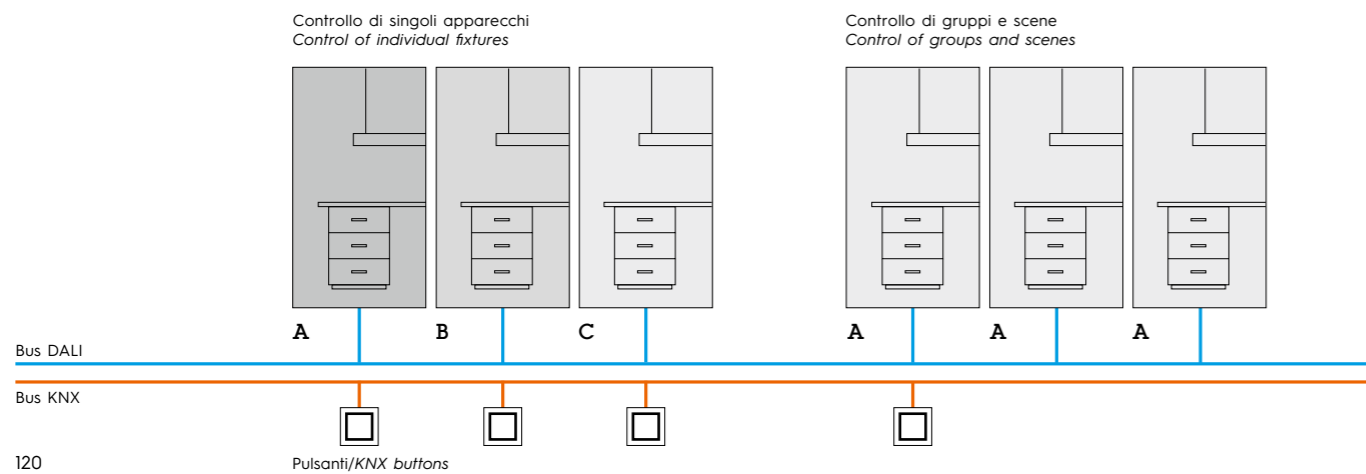 Controllo di singoli apparecchi
Control of individual fixtures
Controllo di gruppi e scene
Control of groups and scenes
A
B
C
A
A
A
Bus DALI
Bus KNX
120
Pulsanti/KNX buttons